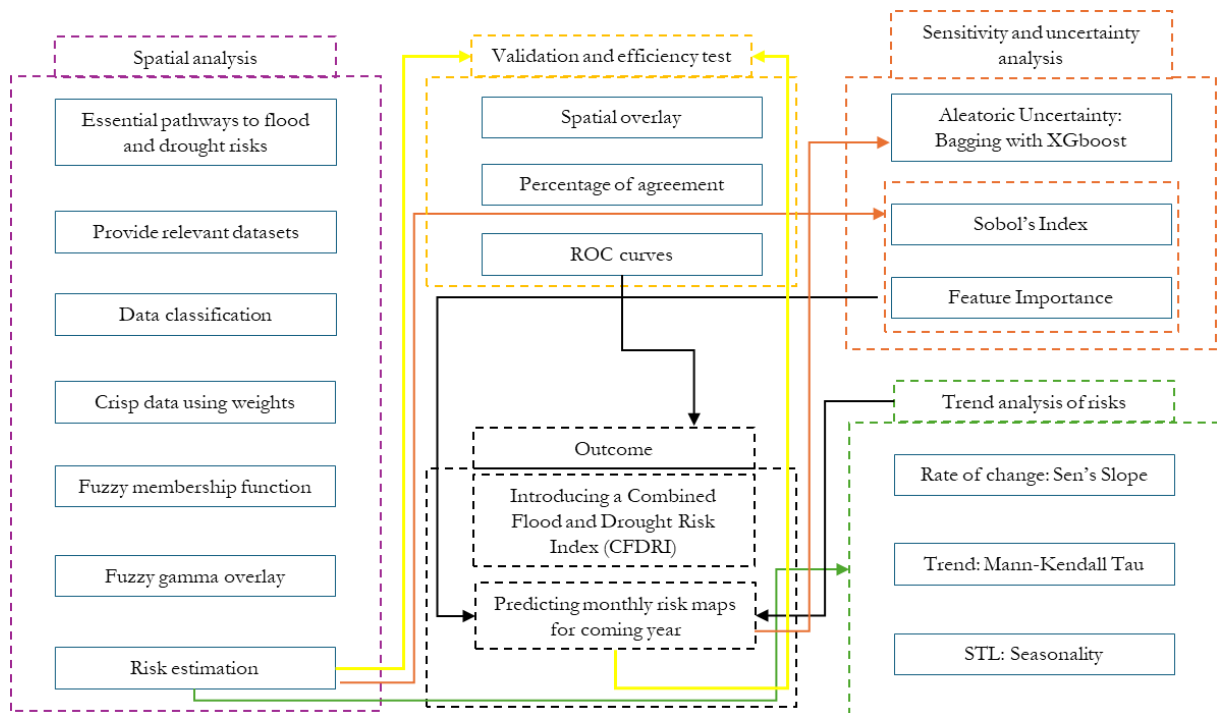 Spatial analysis
Essential pathways to flood
and drought risks
Provide relevant datasets
Data classification
Crisp data using weights
Fuzzy membership function
Fuzzy gamma overlay
Risk estimation
Validation and efficiency test
Spatial overlay
Percentage of agreement
ROC curves
Outcome
Introducing a Combined
Flood and Drought Risk
Index (CFDRI)
Predicting monthly risk maps
for coming year
Sensitivity and uncertainty
analysis
Aleatoric Uncertainty:
Bagging with XGboost
Sobol’s Index
Feature Importance
Trend analysis of risks
Rate of change: Sen’s Slope
Trend: Mann-Kendall Tau
STL: Seasonality